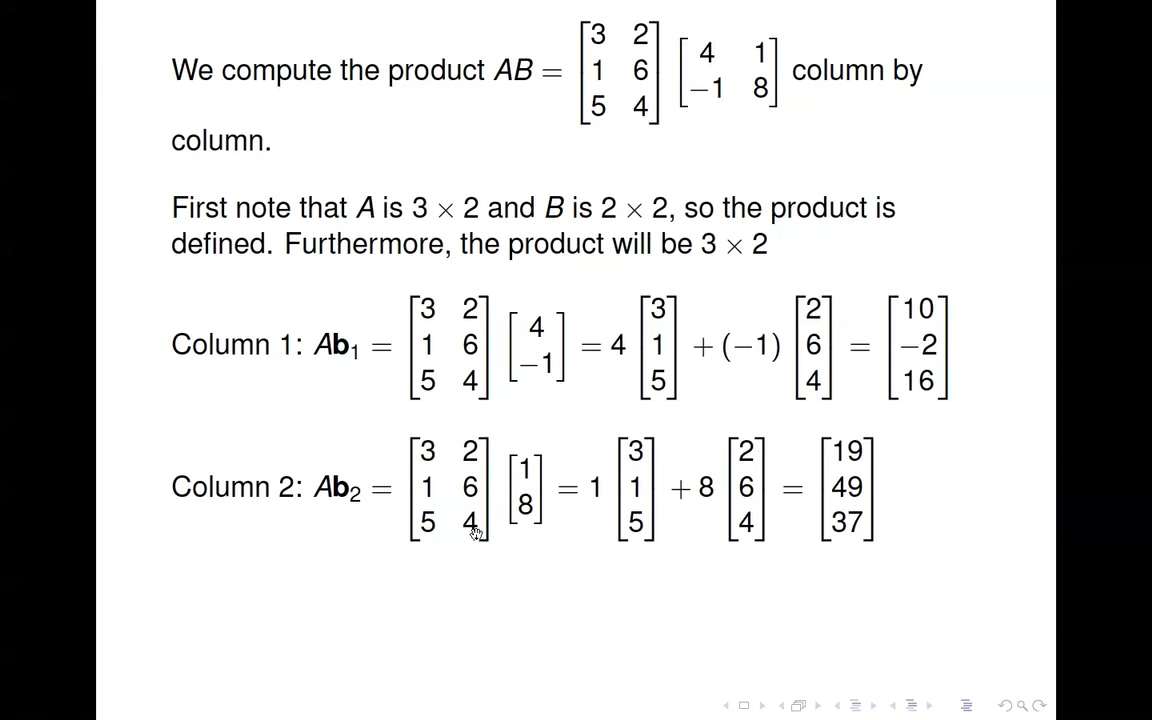 We compute the product AB = [3 2; 1 6; 5 4] [4 1; −1 8] column by
column.
First note that A is 3 × 2 and B is 2 × 2, so the product is
defined. Furthermore, the product will be 3 × 2
Column 1: Ab₁ = [3 2; 1 6; 5 4] [4; −1] = 4 [3; 1; 5] + (−1) [2; 6; 4] = [10; −2; 16]
Column 2: Ab₂ = [3 2; 1 6; 5 4] [1; 8] = 1 [3; 1; 5] + 8 [2; 6; 4] = [19; 49; 37]